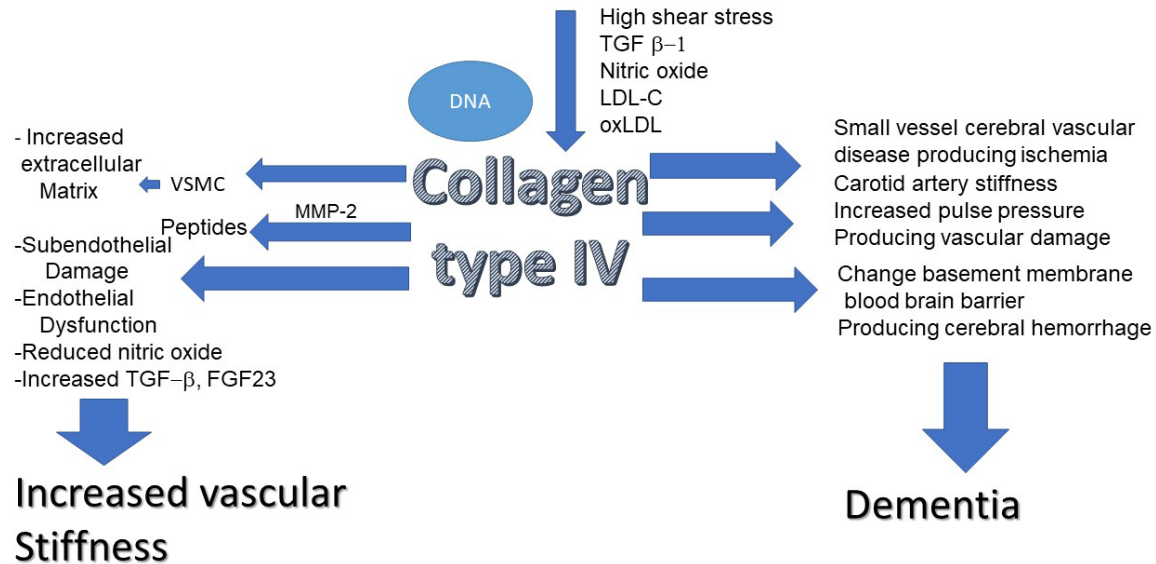 High shear stress
TGF β–1
Nitric oxide
LDL-C
oxLDL
DNA
Collagen
type IV
- Increased
extracellular
Matrix
VSMC
MMP-2
Peptides
-Subendothelial
Damage
-Endothelial
Dysfunction
-Reduced nitric oxide
-Increased TGF–β, FGF23
Increased vascular
Stiffness
Small vessel cerebral vascular
disease producing ischemia
Carotid artery stiffness
Increased pulse pressure
Producing vascular damage
Change basement membrane
blood brain barrier
Producing cerebral hemorrhage
Dementia